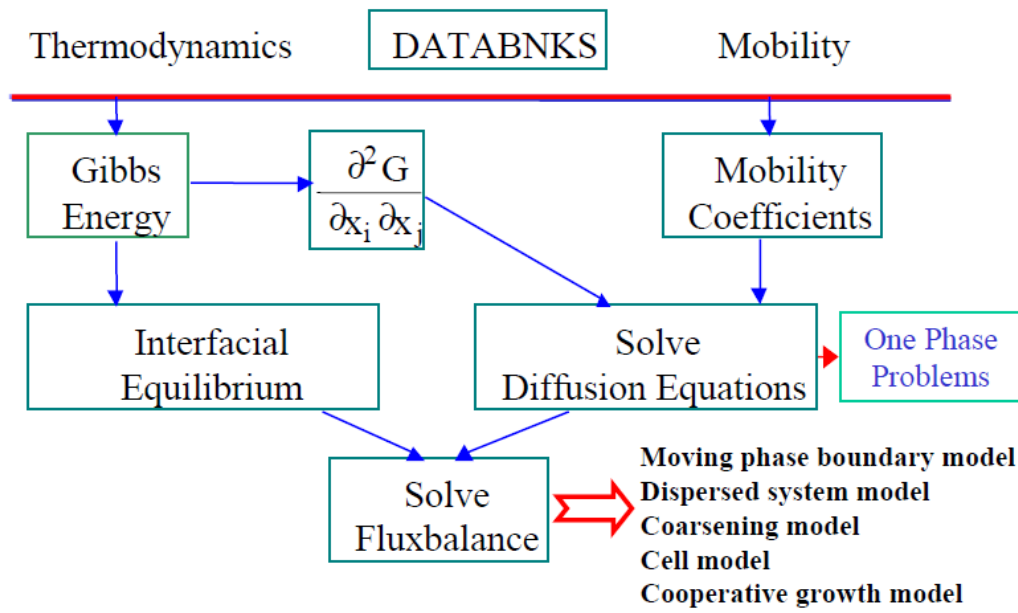 Thermodynamics
DATABNKS
Mobility
Gibbs
Energy
∂² G
∂xᵢ ∂xⱼ
Mobility
Coefficients
Interfacial
Equilibrium
Solve
Diffusion Equations
One Phase
Problems
Solve
Fluxbalance
Moving phase boundary model
Dispersed system model
Coarsening model
Cell model
Cooperative growth model